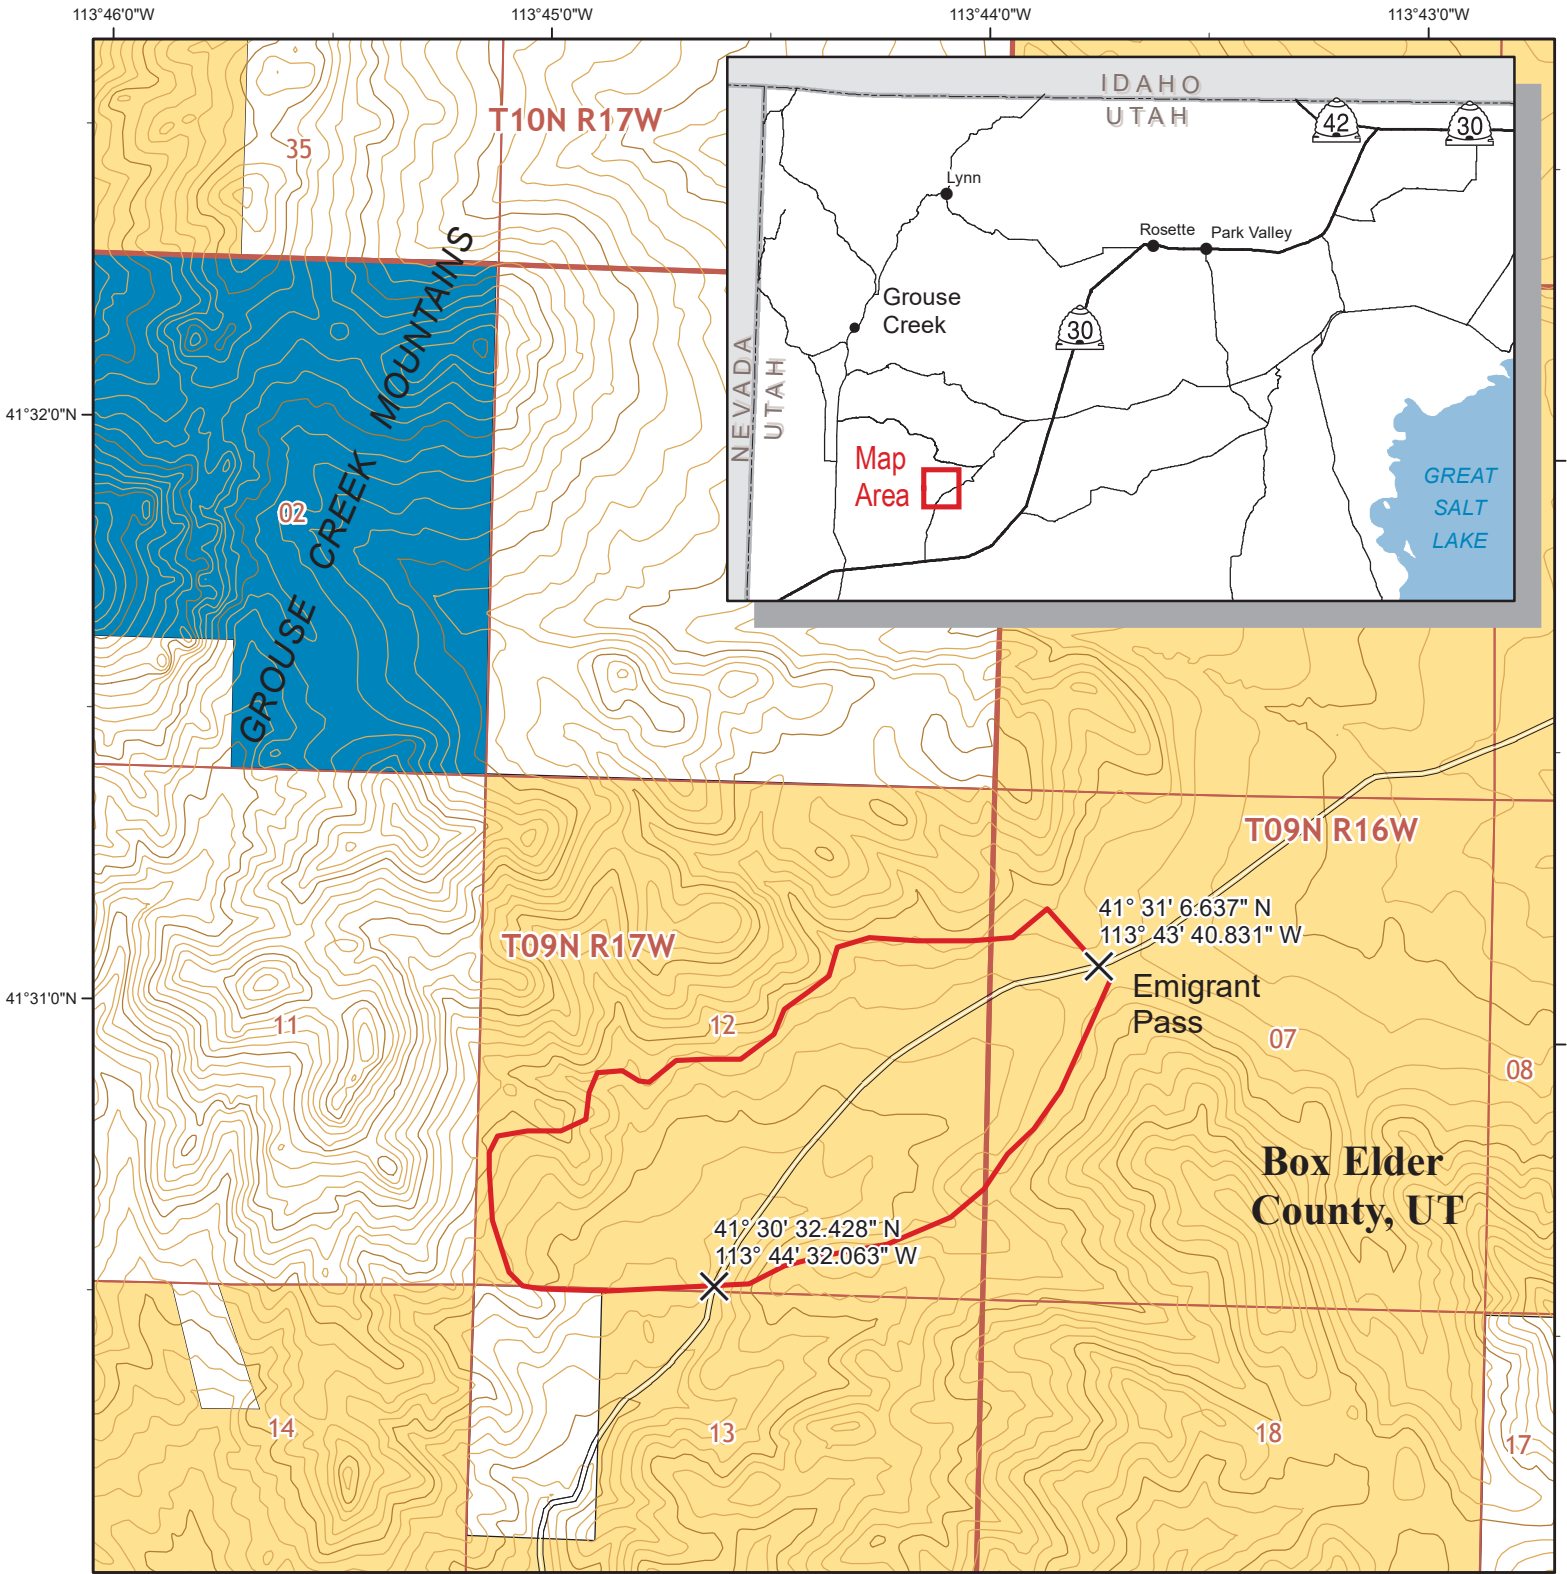 113°46'0"W
113°45'0"W
113°44'0"W
113°43'0"W
T10N R17W
35
IDAHO
UTAH
42
30
Lynn
Rosette
Park Valley
Grouse
Creek
30
NEVADA
UTAH
Map
Area
GREAT
SALT
LAKE
41°32'0"N
02
GROUSE CREEK MOUNTAINS
T09N R16W
41° 31' 6.637" N
113° 43' 40.831" W
T09N R17W
Emigrant
Pass
41°31'0"N
11
12
07
08
Box Elder
County, UT
41° 30' 32.428" N
113° 44' 32.063" W
14
13
18
17